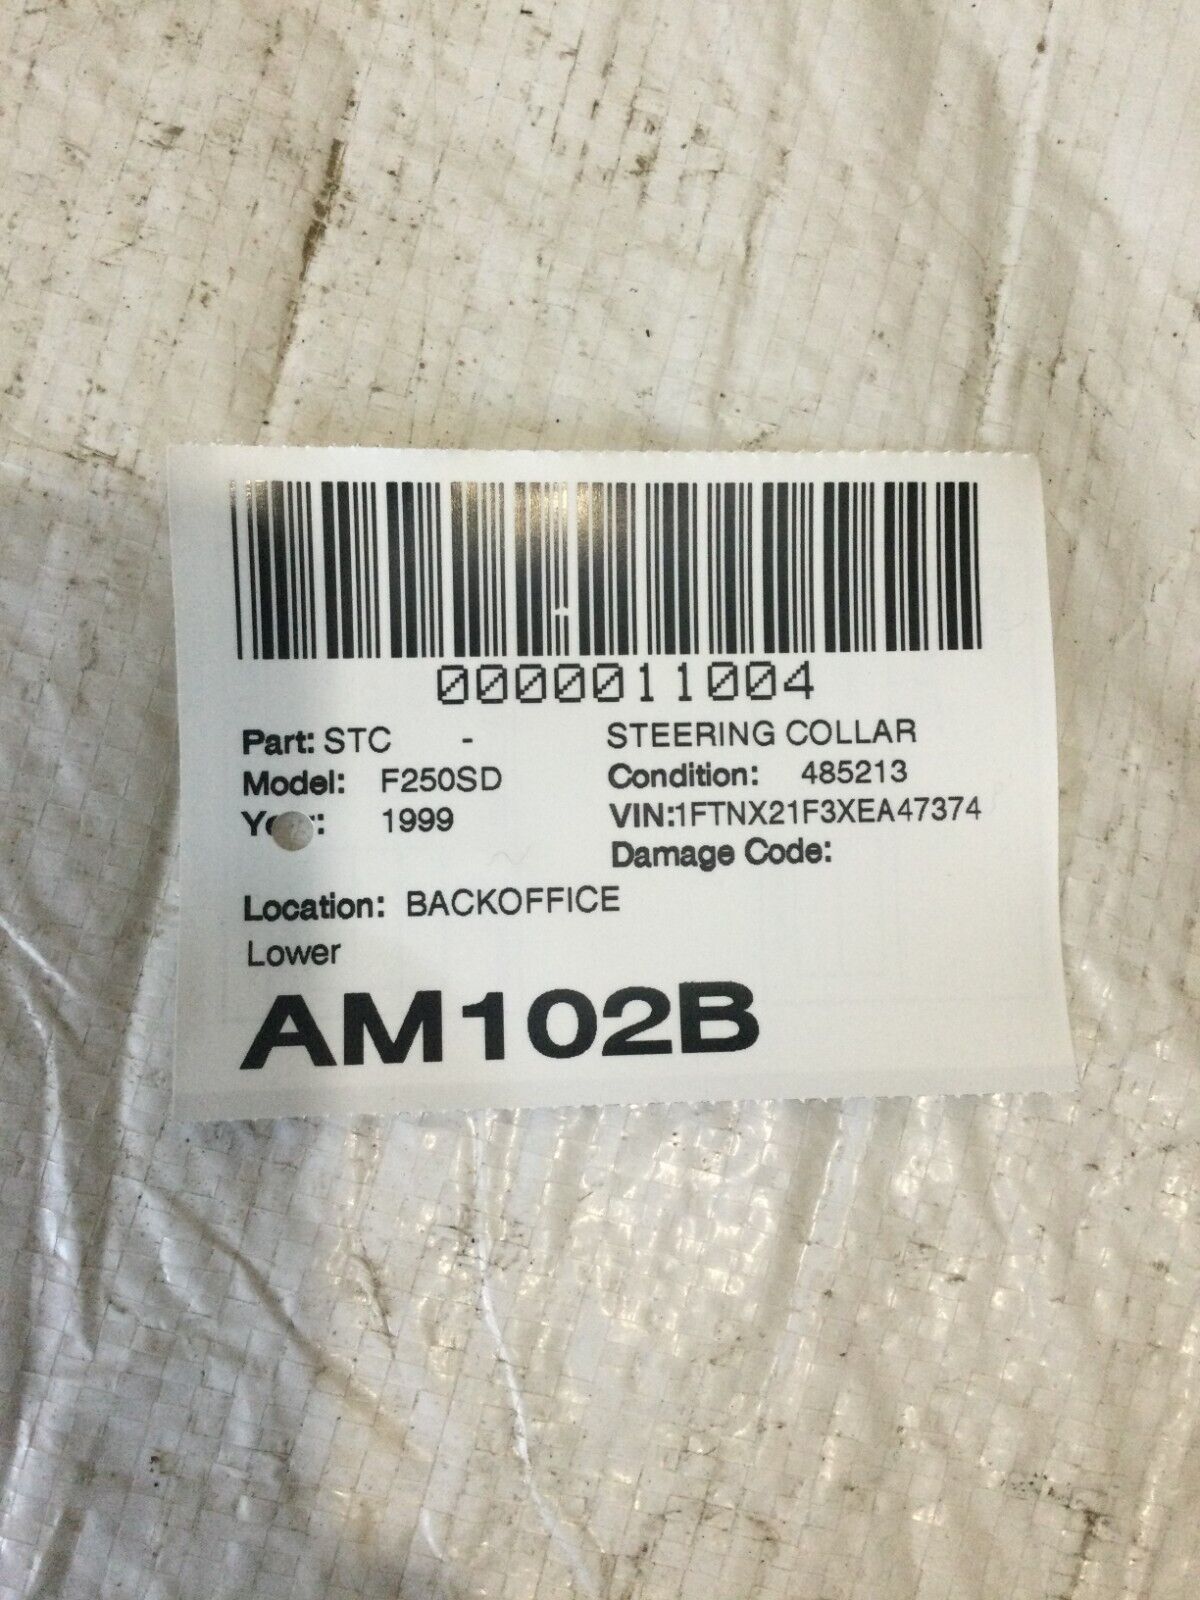 0000011004
Part: STC - STEERING COLLAR
Model: F250SD Condition: 485213
1999 VIN:1FTNX21F3XEA47374
Damage Code:
Location: BACKOFFICE
Lower
AM102B